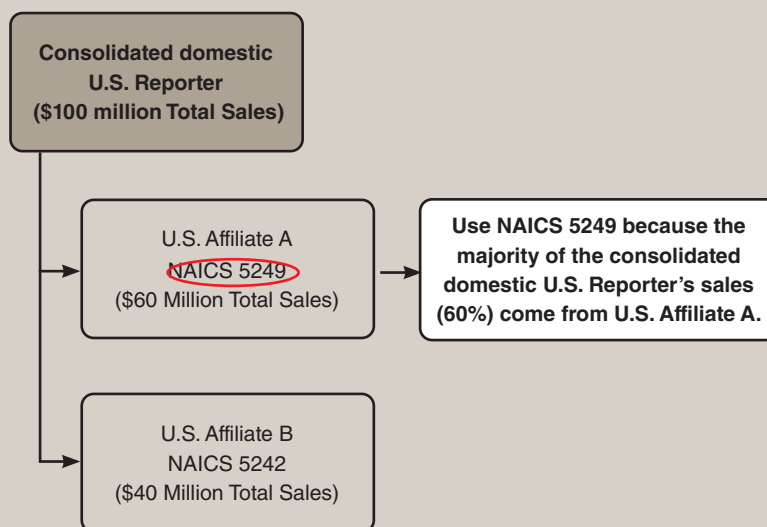 Consolidated domestic
U.S. Reporter
($100 million Total Sales)
U.S. Affiliate A
NAICS 5249
($60 Million Total Sales)
Use NAICS 5249 because the
majority of the consolidated
domestic U.S. Reporter’s sales
(60%) come from U.S. Affiliate A.
U.S. Affiliate B
NAICS 5242
($40 Million Total Sales)